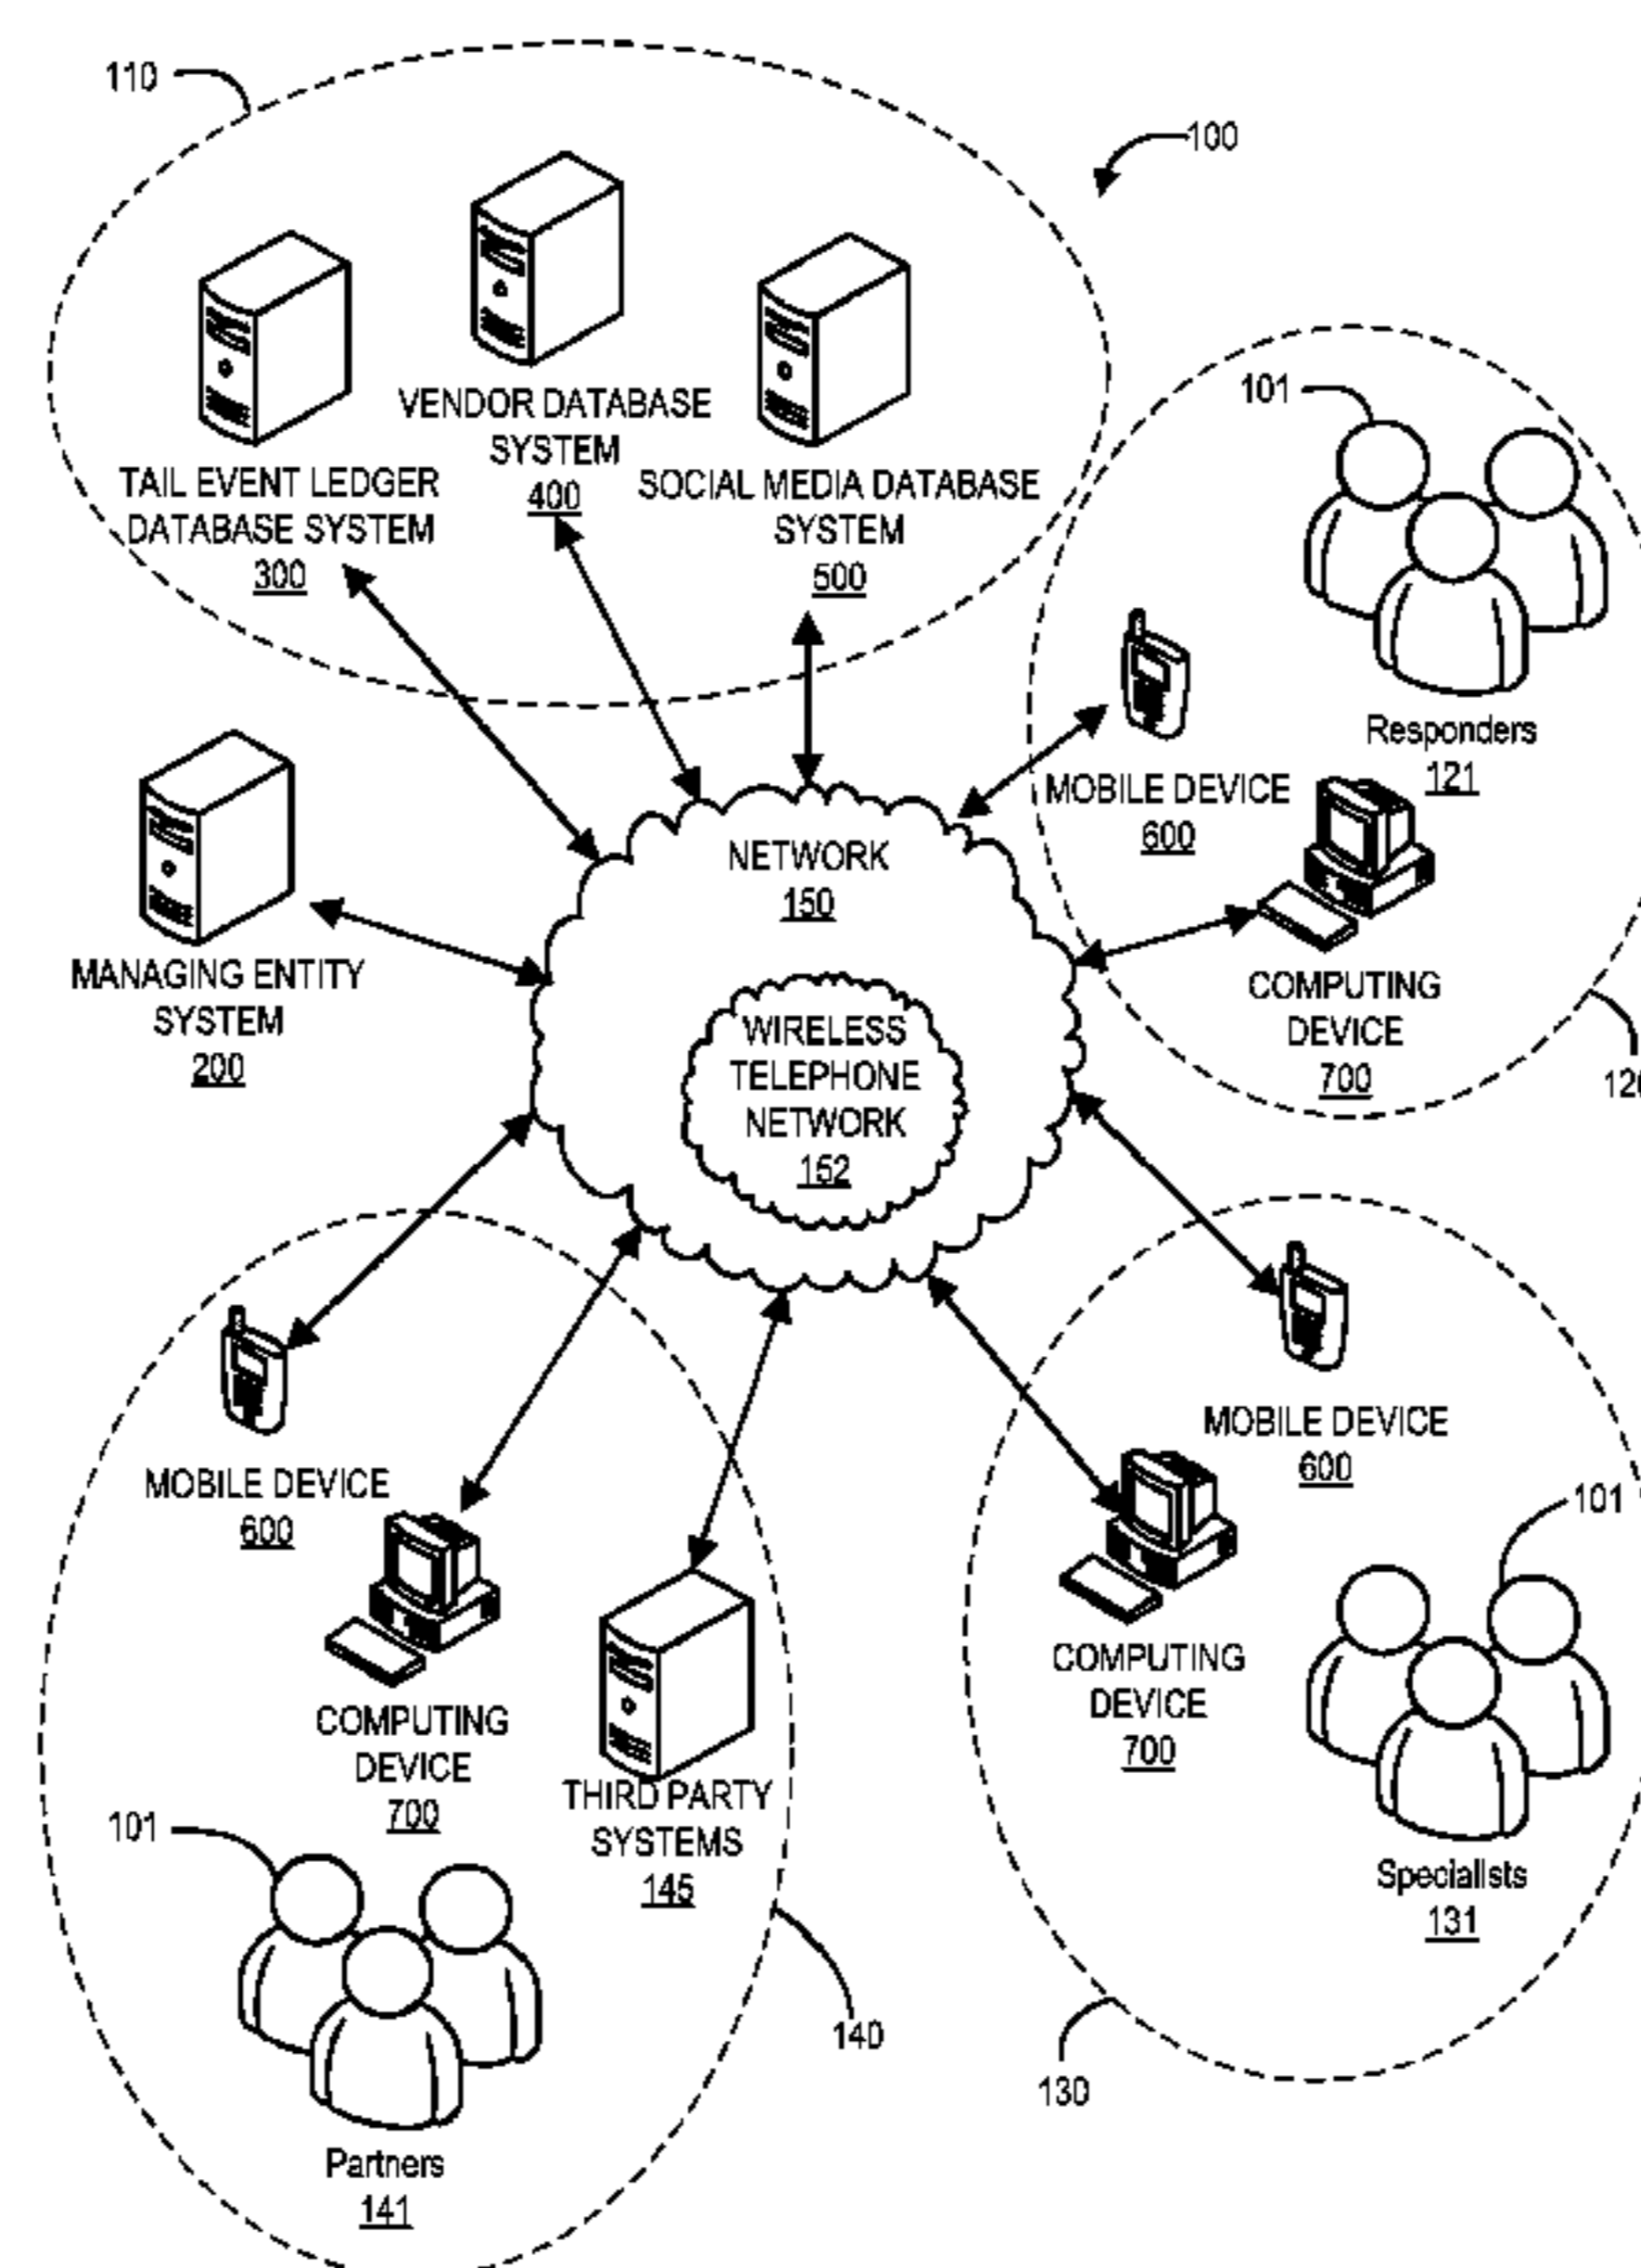 110
100
VENDOR DATABASE
SYSTEM
400
TAIL EVENT LEDGER
DATABASE SYSTEM
300
SOCIAL MEDIA DATABASE
SYSTEM
500
101
Responders
121
MOBILE DEVICE
600
COMPUTING
DEVICE
700
MANAGING ENTITY
SYSTEM
200
NETWORK
150
WIRELESS
TELEPHONE
NETWORK
152
MOBILE DEVICE
600
COMPUTING
DEVICE
700
THIRD PARTY
SYSTEMS
145
101
Partners
141
140
MOBILE DEVICE
600
COMPUTING
DEVICE
700
101
Specialists
131
130